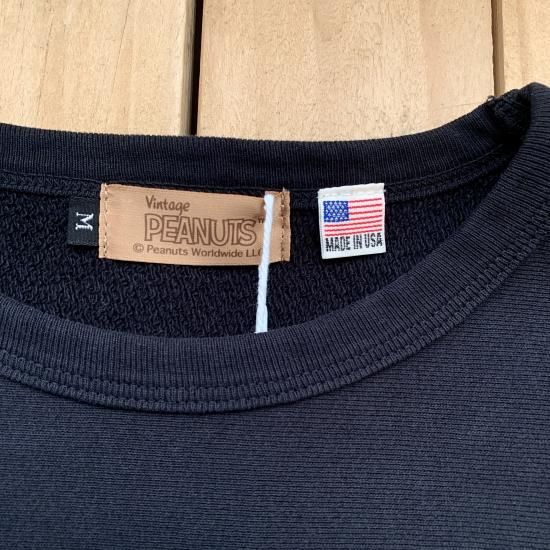 M
Vintage
PEANUTS™
© Peanuts Worldwide LLC
MADE IN USA